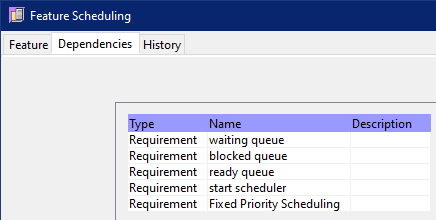 Feature Scheduling
Feature Dependencies History
Type Name Description
Requirement waiting queue
Requirement blocked queue
Requirement ready queue
Requirement start scheduler
Requirement Fixed Priority Scheduling